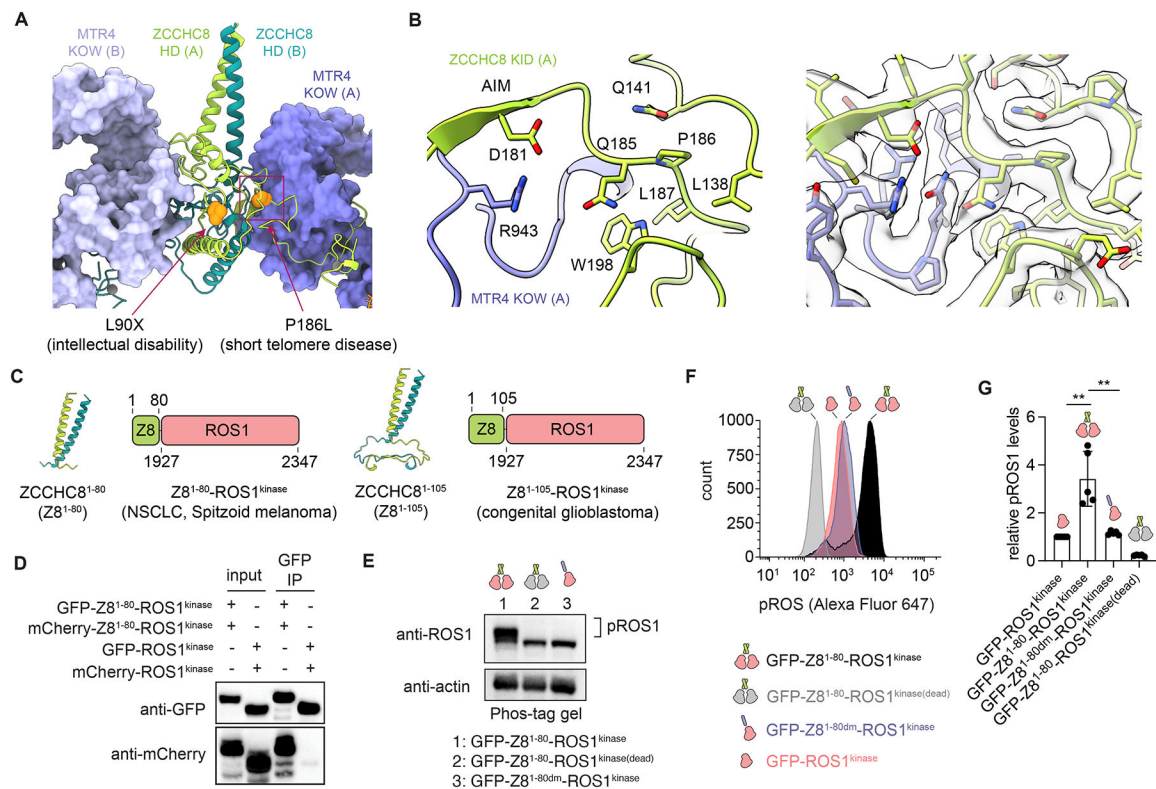 A
MTR4
KOW (B)
ZCCHC8
HD (A)
ZCCHC8
HD (B)
MTR4
KOW (A)
L90X
(intellectual disability)
P186L
(short telomere disease)
B
ZCCHC8 KID (A)
AIM
Q141
D181
Q185
P186
L187
L138
R943
W198
MTR4 KOW (A)
C
1 80
Z8
ROS1
1927 2347
ZCCHC8¹⁻⁸⁰
(Z8¹⁻⁸⁰)
Z8¹⁻⁸⁰-ROS1ᵏⁱⁿᵃˢᵉ
(NSCLC, Spitzoid melanoma)
1 105
Z8
ROS1
1927 2347
ZCCHC8¹⁻¹⁰⁵
(Z8¹⁻¹⁰⁵)
Z8¹⁻¹⁰⁵-ROS1ᵏⁱⁿᵃˢᵉ
(congenital glioblastoma)
D
input
GFP
IP
GFP-Z8¹⁻⁸⁰-ROS1ᵏⁱⁿᵃˢᵉ + - + -
mCherry-Z8¹⁻⁸⁰-ROS1ᵏⁱⁿᵃˢᵉ + - + -
GFP-ROS1ᵏⁱⁿᵃˢᵉ - + - +
mCherry-ROS1ᵏⁱⁿᵃˢᵉ - + - +
anti-GFP
anti-mCherry
E
1 2 3
anti-ROS1
pROS1
anti-actin
Phos-tag gel
1: GFP-Z8¹⁻⁸⁰-ROS1ᵏⁱⁿᵃˢᵉ
2: GFP-Z8¹⁻⁸⁰-ROS1ᵏⁱⁿᵃˢᵉ⁽ᵈᵉᵃᵈ⁾
3: GFP-Z8¹⁻⁸⁰ᵈᵐ-ROS1ᵏⁱⁿᵃˢᵉ
F
count
1000
750
500
250
0
10¹ 10² 10³ 10⁴ 10⁵
pROS (Alexa Fluor 647)
GFP-Z8¹⁻⁸⁰-ROS1ᵏⁱⁿᵃˢᵉ
GFP-Z8¹⁻⁸⁰-ROS1ᵏⁱⁿᵃˢᵉ⁽ᵈᵉᵃᵈ⁾
GFP-Z8¹⁻⁸⁰ᵈᵐ-ROS1ᵏⁱⁿᵃˢᵉ
GFP-ROS1ᵏⁱⁿᵃˢᵉ
G
relative pROS1 levels
** **
6
4
2
0
GFP-ROS1ᵏⁱⁿᵃˢᵉ
GFP-Z8¹⁻⁸⁰-ROS1ᵏⁱⁿᵃˢᵉ
GFP-Z8¹⁻⁸⁰ᵈᵐ-ROS1ᵏⁱⁿᵃˢᵉ
GFP-Z8¹⁻⁸⁰-ROS1ᵏⁱⁿᵃˢᵉ⁽ᵈᵉᵃᵈ⁾